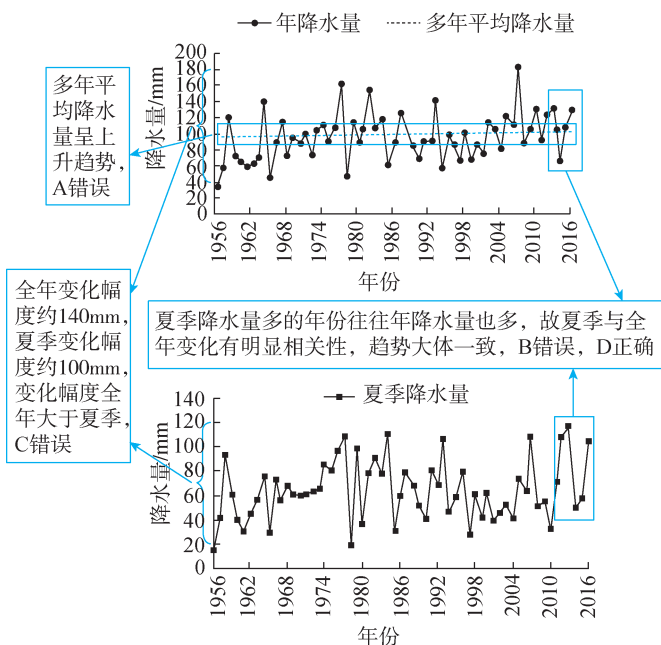 年降水量
多年平均降水量
降水量/mm
200
180
160
140
120
100
80
60
40
20
0
1956
1962
1968
1974
1980
1986
1992
1998
2004
2010
2016
年份
多年平
均降水
量呈上
升趋势，
A错误
全年变化幅
度约140mm，
夏季变化幅
度约100mm，
变化幅度全
年大于夏季，
C错误
夏季降水量多的年份往往年降水量也多，故夏季与全
年变化有明显相关性，趋势大体一致，B错误，D正确
夏季降水量
降水量/mm
140
120
100
80
60
40
20
0
1956
1962
1968
1974
1980
1986
1992
1998
2004
2010
2016
年份